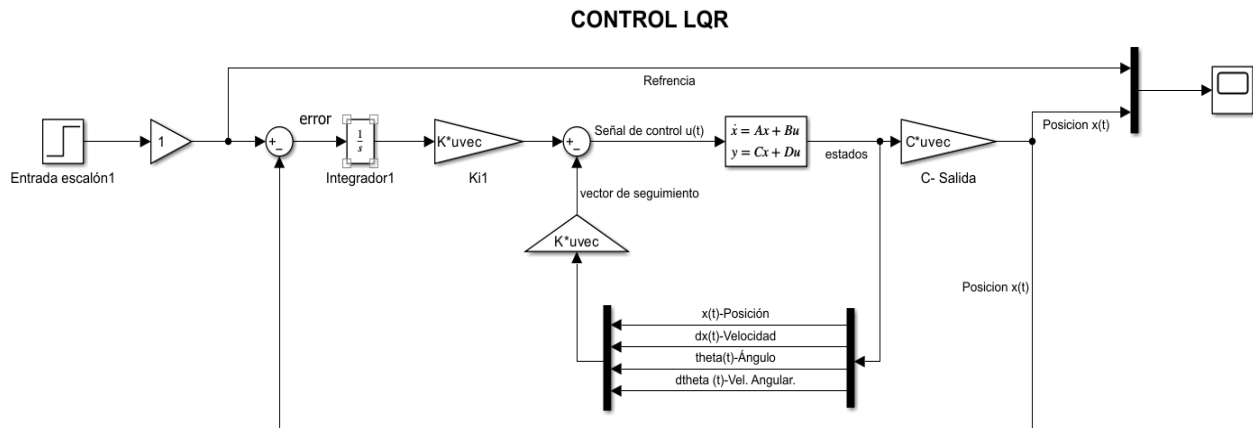 CONTROL LQR
Refrencia
1
+
−
error
1
s
K*uvec
+
−
Señal de control u(t)
ẋ = Ax + Bu
y = Cx + Du
estados
C*uvec
Posicion x(t)
Entrada escalón1
Integrador1
Ki1
C- Salida
vector de seguimiento
K*uvec
Posicion x(t)
x(t)-Posición
dx(t)-Velocidad
theta(t)-Ángulo
dtheta (t)-Vel. Angular.